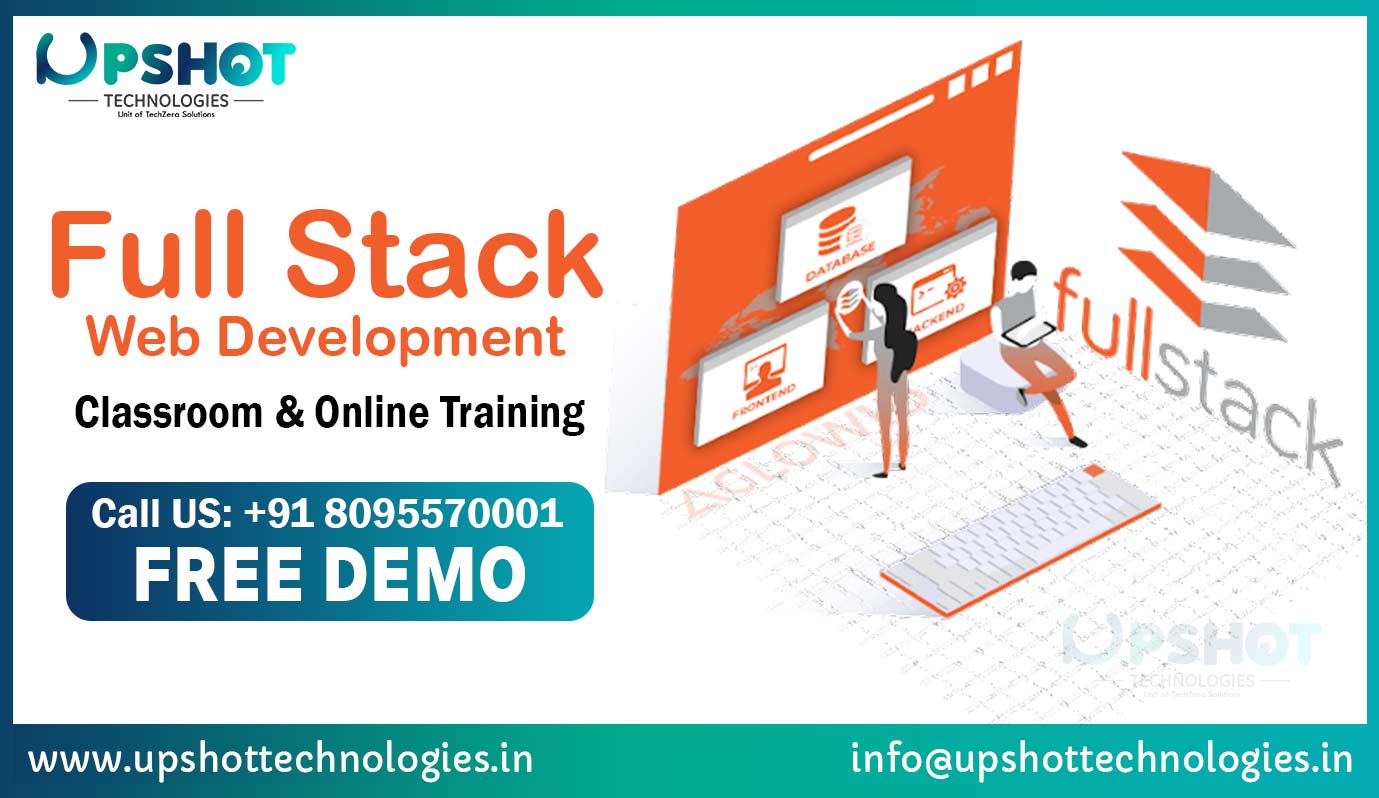 UPSHOT
TECHNOLOGIES
Unit of TechZera Solutions
Full Stack
Web Development
Classroom & Online Training
Call US: +91 8095570001
FREE DEMO
DATABASE
BACKEND
FRONTEND
fullstack
UPSHOT
TECHNOLOGIES
Unit of TechZera Solutions
www.upshottechnologies.in
info@upshottechnologies.in